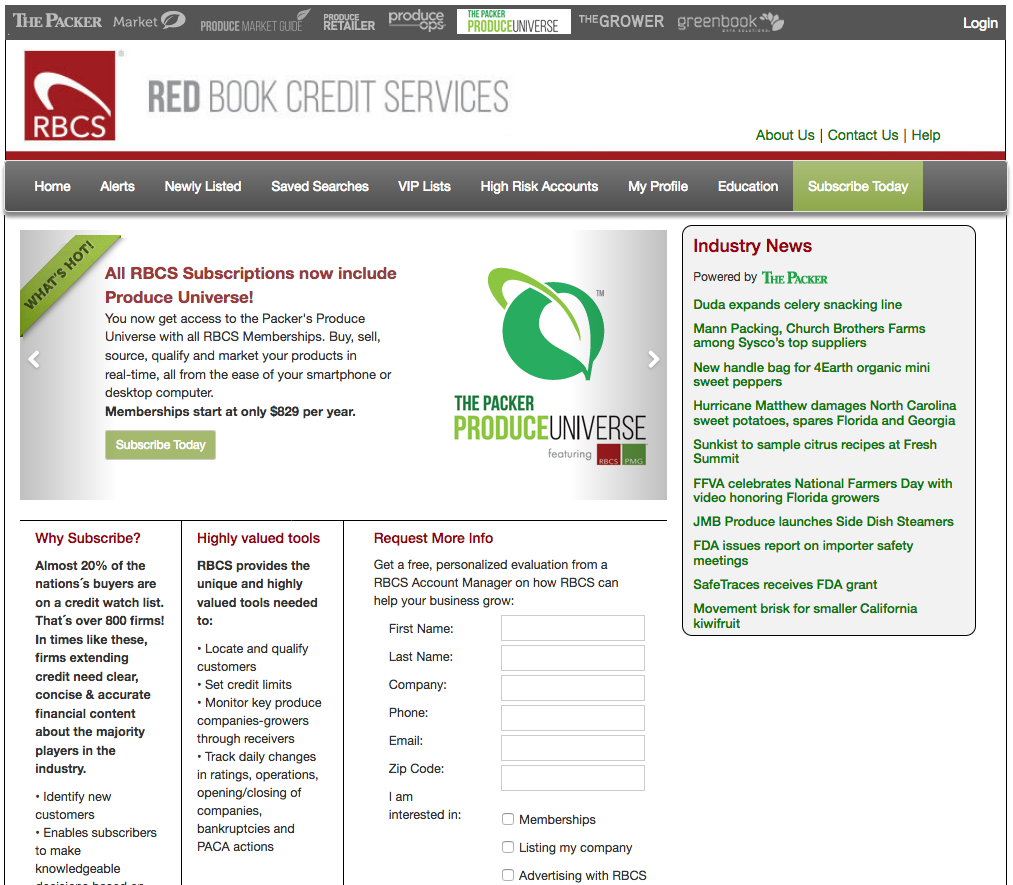 THE PACKER Market PRODUCE MARKET GUIDE PRODUCE RETAILER produce ops THE PACKER PRODUCEUNIVERSE THE GROWER greenbook Login
RBCS
RED BOOK CREDIT SERVICES
About Us | Contact Us | Help
Home Alerts Newly Listed Saved Searches VIP Lists High Risk Accounts My Profile Education Subscribe Today
WHAT'S HOT!
All RBCS Subscriptions now include
Produce Universe!
You now get access to the Packer's Produce
Universe with all RBCS Memberships. Buy, sell,
source, qualify and market your products in
real-time, all from the ease of your smartphone or
desktop computer.
Memberships start at only $829 per year.
Subscribe Today
TM
THE PACKER
PRODUCEUNIVERSE
featuring RBCS PMG
Industry News
Powered by THE PACKER
Duda expands celery snacking line
Mann Packing, Church Brothers Farms
among Sysco's top suppliers
New handle bag for 4Earth organic mini
sweet peppers
Hurricane Matthew damages North Carolina
sweet potatoes, spares Florida and Georgia
Sunkist to sample citrus recipes at Fresh
Summit
FFVA celebrates National Farmers Day with
video honoring Florida growers
JMB Produce launches Side Dish Steamers
FDA issues report on importer safety
meetings
SafeTraces receives FDA grant
Movement brisk for smaller California
kiwifruit
Why Subscribe?
Almost 20% of the
nations´s buyers are
on a credit watch list.
That´s over 800 firms!
In times like these,
firms extending
credit need clear,
concise & accurate
financial content
about the majority
players in the
industry.
• Identify new
customers
• Enables subscribers
to make
knowledgeable
decisions based on
Highly valued tools
RBCS provides the
unique and highly
valued tools needed
to:
• Locate and qualify
customers
• Set credit limits
• Monitor key produce
companies-growers
through receivers
• Track daily changes
in ratings, operations,
opening/closing of
companies,
bankruptcies and
PACA actions
Request More Info
Get a free, personalized evaluation from a
RBCS Account Manager on how RBCS can
help your business grow:
First Name:
Last Name:
Company:
Phone:
Email:
Zip Code:
I am
interested in:
Memberships
Listing my company
Advertising with RBCS